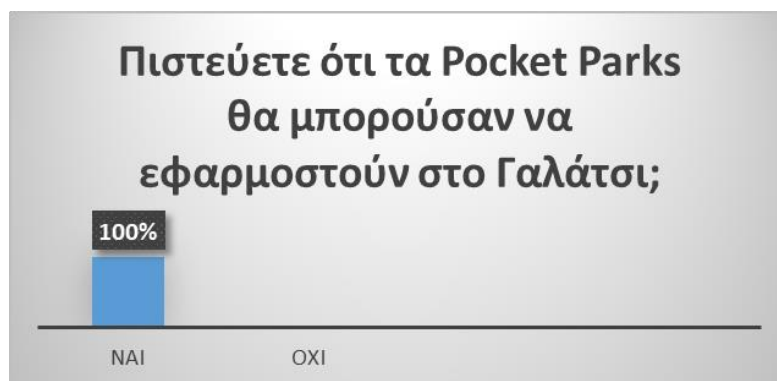 Πιστεύετε ότι τα Pocket Parks
θα μπορούσαν να
εφαρμοστούν στο Γαλάτσι;
100%
ΝΑΙ ΟΧΙ